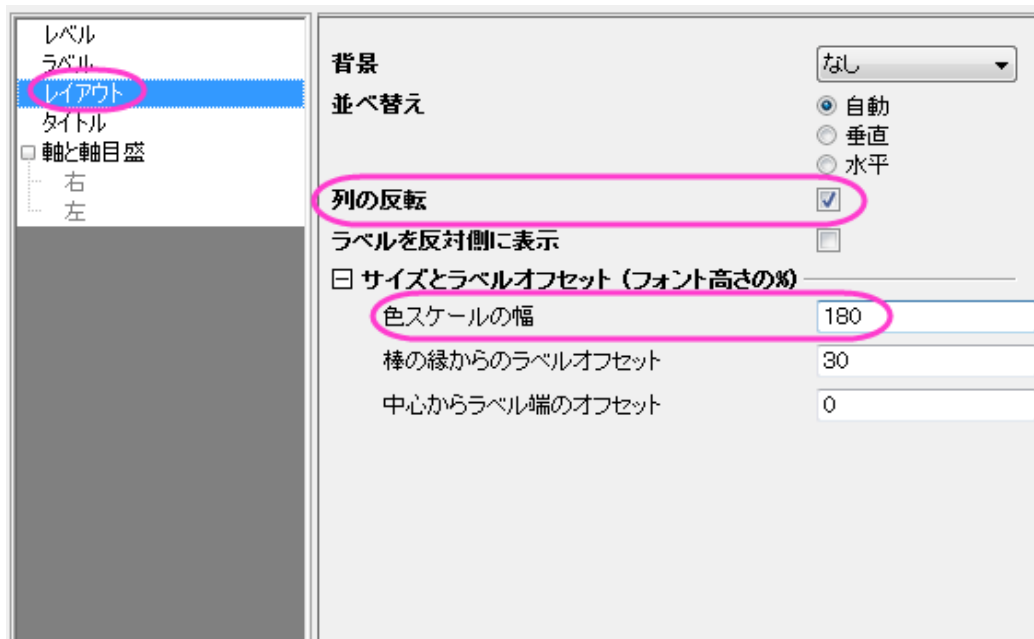 レベル
ラベル
レイアウト
タイトル
軸と軸目盛
右
左
背景
なし
並べ替え
自動
垂直
水平
列の反転
ラベルを反対側に表示
サイズとラベルオフセット (フォント高さの%)
色スケールの幅
180
棒の縁からのラベルオフセット
30
中心からラベル端のオフセット
0